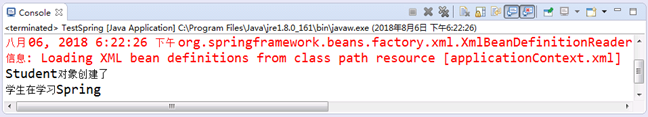 Console
<terminated> TestSpring [Java Application] C:\Program Files\Java\jre1.8.0_161\bin\javaw.exe (2018年8月6日 下午6:22:26)
八月 06, 2018 6:22:26 下午 org.springframework.beans.factory.xml.XmlBeanDefinitionReader
信息: Loading XML bean definitions from class path resource [applicationContext.xml]
Student对象创建了
学生在学习Spring